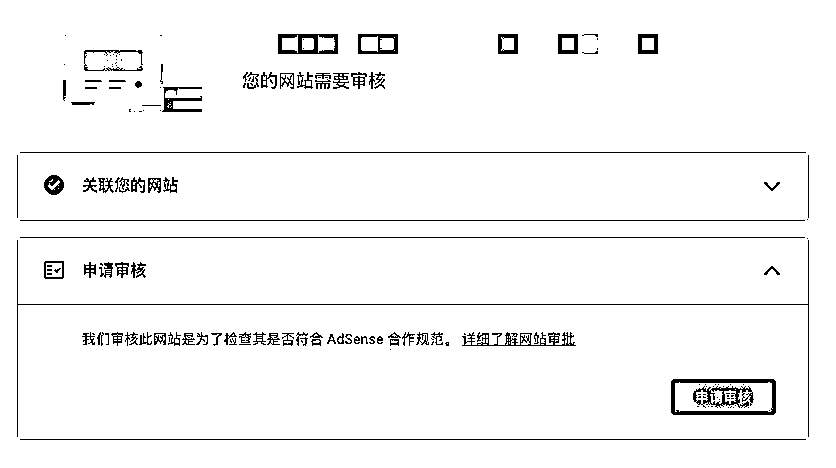 您的网站需要审核
关联您的网站
申请审核
我们审核此网站是为了检查其是否符合 AdSense 合作规范。 详细了解网站审批
申请审核